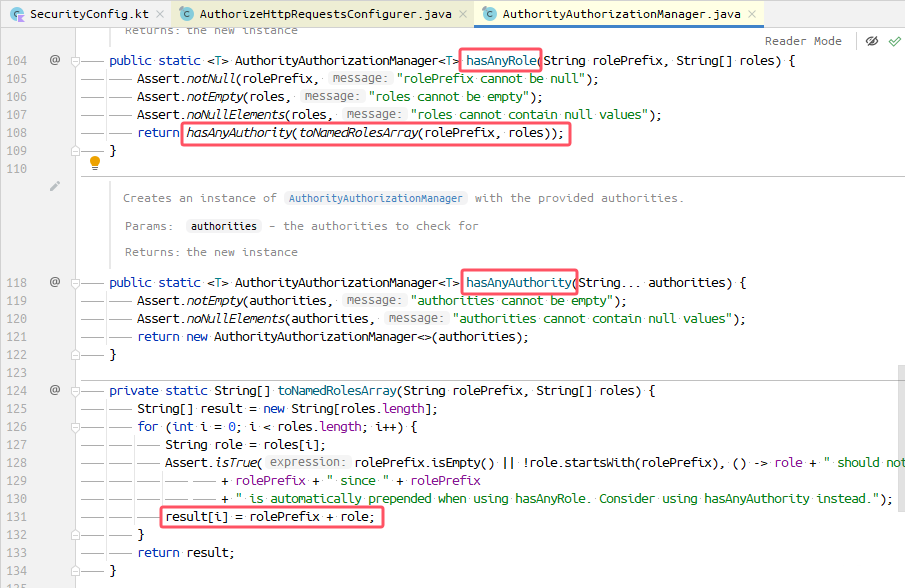 SecurityConfig.kt AuthorizeHttpRequestsConfigurer.java AuthorityAuthorizationManager.java
Returns: the new instance
Reader Mode
104 @ public static <T> AuthorityAuthorizationManager<T> hasAnyRole(String rolePrefix, String[] roles) {
105 Assert.notNull(rolePrefix, message: "rolePrefix cannot be null");
106 Assert.notEmpty(roles, message: "roles cannot be empty");
107 Assert.noNullElements(roles, message: "roles cannot contain null values");
108 return hasAnyAuthority(toNamedRolesArray(rolePrefix, roles));
109 }
110
Creates an instance of AuthorityAuthorizationManager with the provided authorities.
Params: authorities – the authorities to check for
Returns: the new instance
118 @ public static <T> AuthorityAuthorizationManager<T> hasAnyAuthority(String... authorities) {
119 Assert.notEmpty(authorities, message: "authorities cannot be empty");
120 Assert.noNullElements(authorities, message: "authorities cannot contain null values");
121 return new AuthorityAuthorizationManager<>(authorities);
122 }
123
124 @ private static String[] toNamedRolesArray(String rolePrefix, String[] roles) {
125 String[] result = new String[roles.length];
126 for (int i = 0; i < roles.length; i++) {
127 String role = roles[i];
128 Assert.isTrue( expression: rolePrefix.isEmpty() || !role.startsWith(rolePrefix), () -> role + " should not
129 + rolePrefix + " since " + rolePrefix
130 + " is automatically prepended when using hasAnyRole. Consider using hasAnyAuthority instead.");
131 result[i] = rolePrefix + role;
132 }
133 return result;
134 }
135